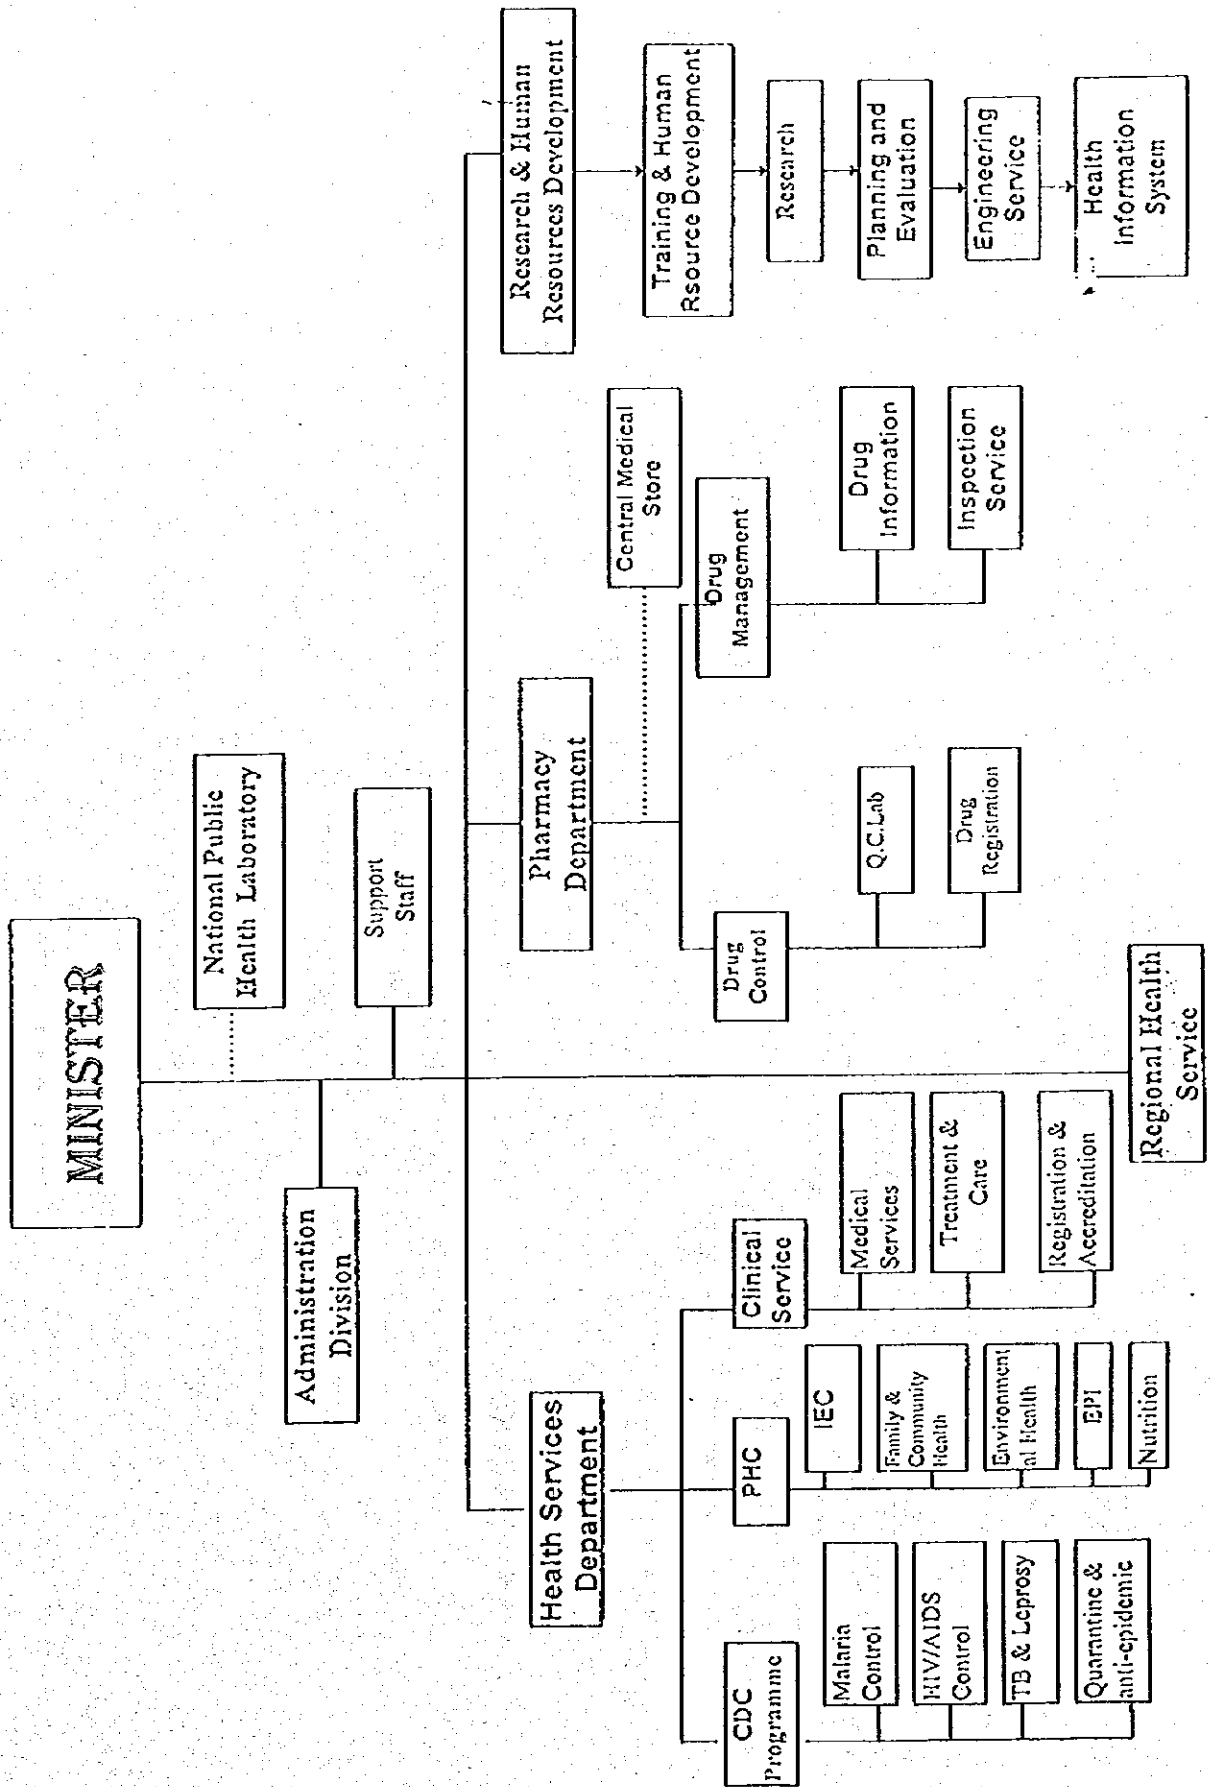 MINISTER
National Public
Health Laboratory
Administration
Division
Support
Staff
Health Services
Department
Pharmacy
Department
Research & Human
Resources Development
CDC
Programme
Malaria
Control
HIV/AIDS
Control
TB & Leprosy
Quarantine &
anti-epidemic
PHC
IEC
Family &
Community
Health
Environment
al Health
EPI
Nutrition
Clinical
Service
Medical
Services
Treatment &
Care
Registration &
Accreditation
Regional Health
Service
Central Medical
Store
Drug
Control
Q.C.Lab
Drug
Registration
Drug
Management
Drug
Information
Inspection
Service
Training & Human
Rsource Development
Research
Planning and
Evaluation
Engineering
Service
Health
Information
System